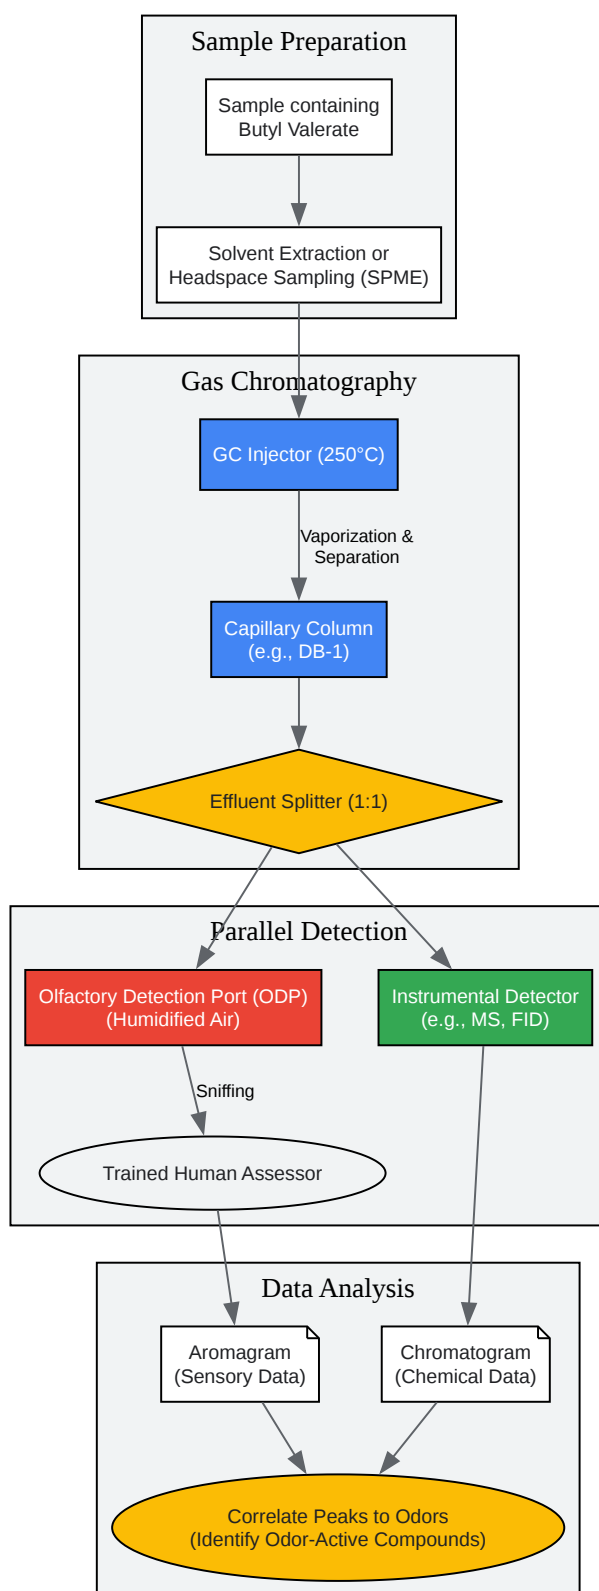 Sample Preparation
Sample containing
Butyl Valerate
Solvent Extraction or
Headspace Sampling (SPME)
Gas Chromatography
GC Injector (250°C)
Vaporization &
Separation
Capillary Column
(e.g., DB-1)
Effluent Splitter (1:1)
Parallel Detection
Olfactory Detection Port (ODP)
(Humidified Air)
Instrumental Detector
(e.g., MS, FID)
Sniffing
Trained Human Assessor
Data Analysis
Aromagram
(Sensory Data)
Chromatogram
(Chemical Data)
Correlate Peaks to Odors
(Identify Odor-Active Compounds)